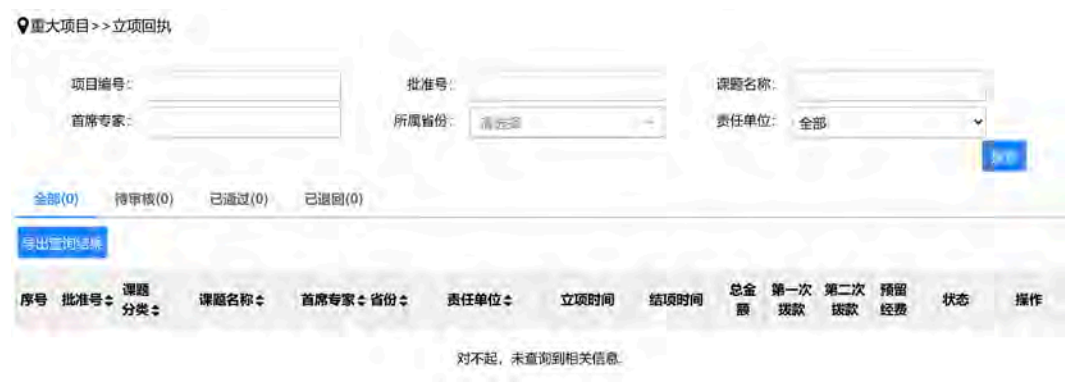 重大项目>>立项回执
项目编号: 批准号: 课题名称:
首席专家: 所属省份: 请选择 责任单位: 全部
全部(0) 待审核(0) 已通过(0) 已退回(0)
导出查询结果
序号 批准号 课题分类 课题名称 首席专家 省份 责任单位 立项时间 结项时间 总金额 第一次拨款 第二次拨款 预留经费 状态 操作
对不起，未查询到相关信息.